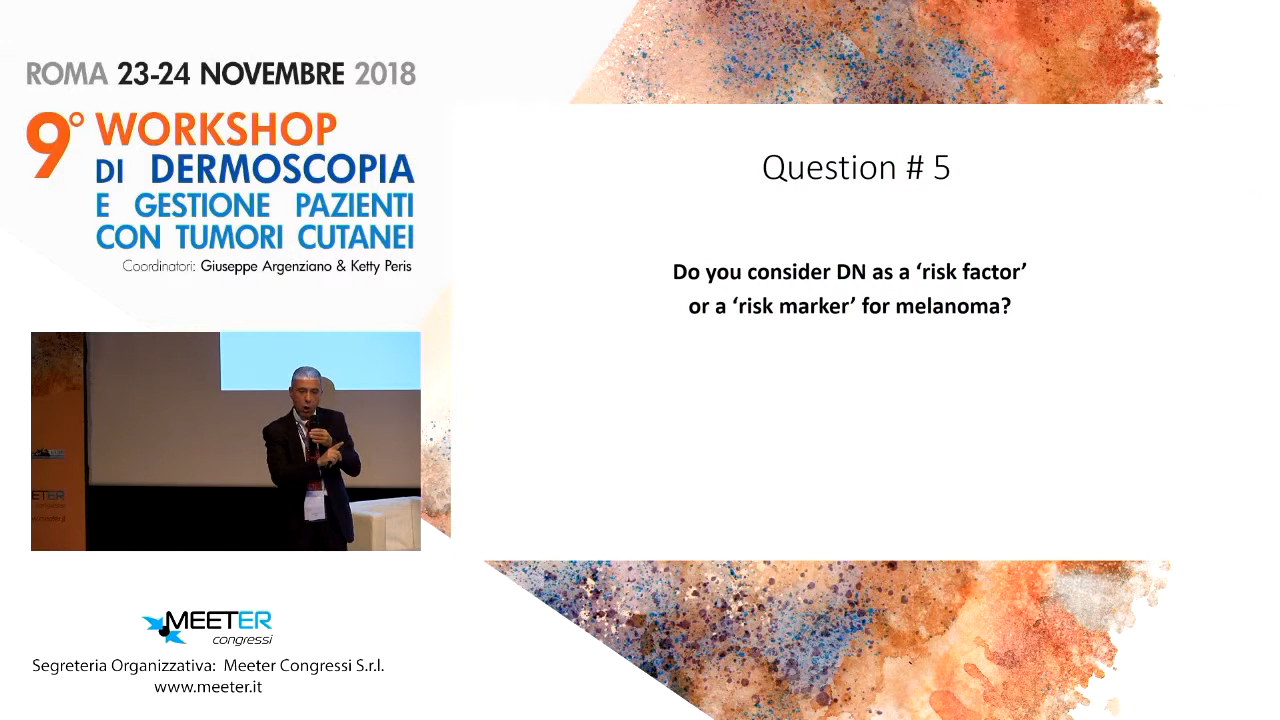 ROMA 23-24 NOVEMBRE 2018
9° WORKSHOP
DI DERMOSCOPIA
E GESTIONE PAZIENTI
CON TUMORI CUTANEI
Coordinatori: Giuseppe Argenziano & Ketty Peris
Question # 5
Do you consider DN as a ‘risk factor’
or a ‘risk marker’ for melanoma?
MEETER
congressi
Segreteria Organizzativa: Meeter Congressi S.r.l.
www.meeter.it